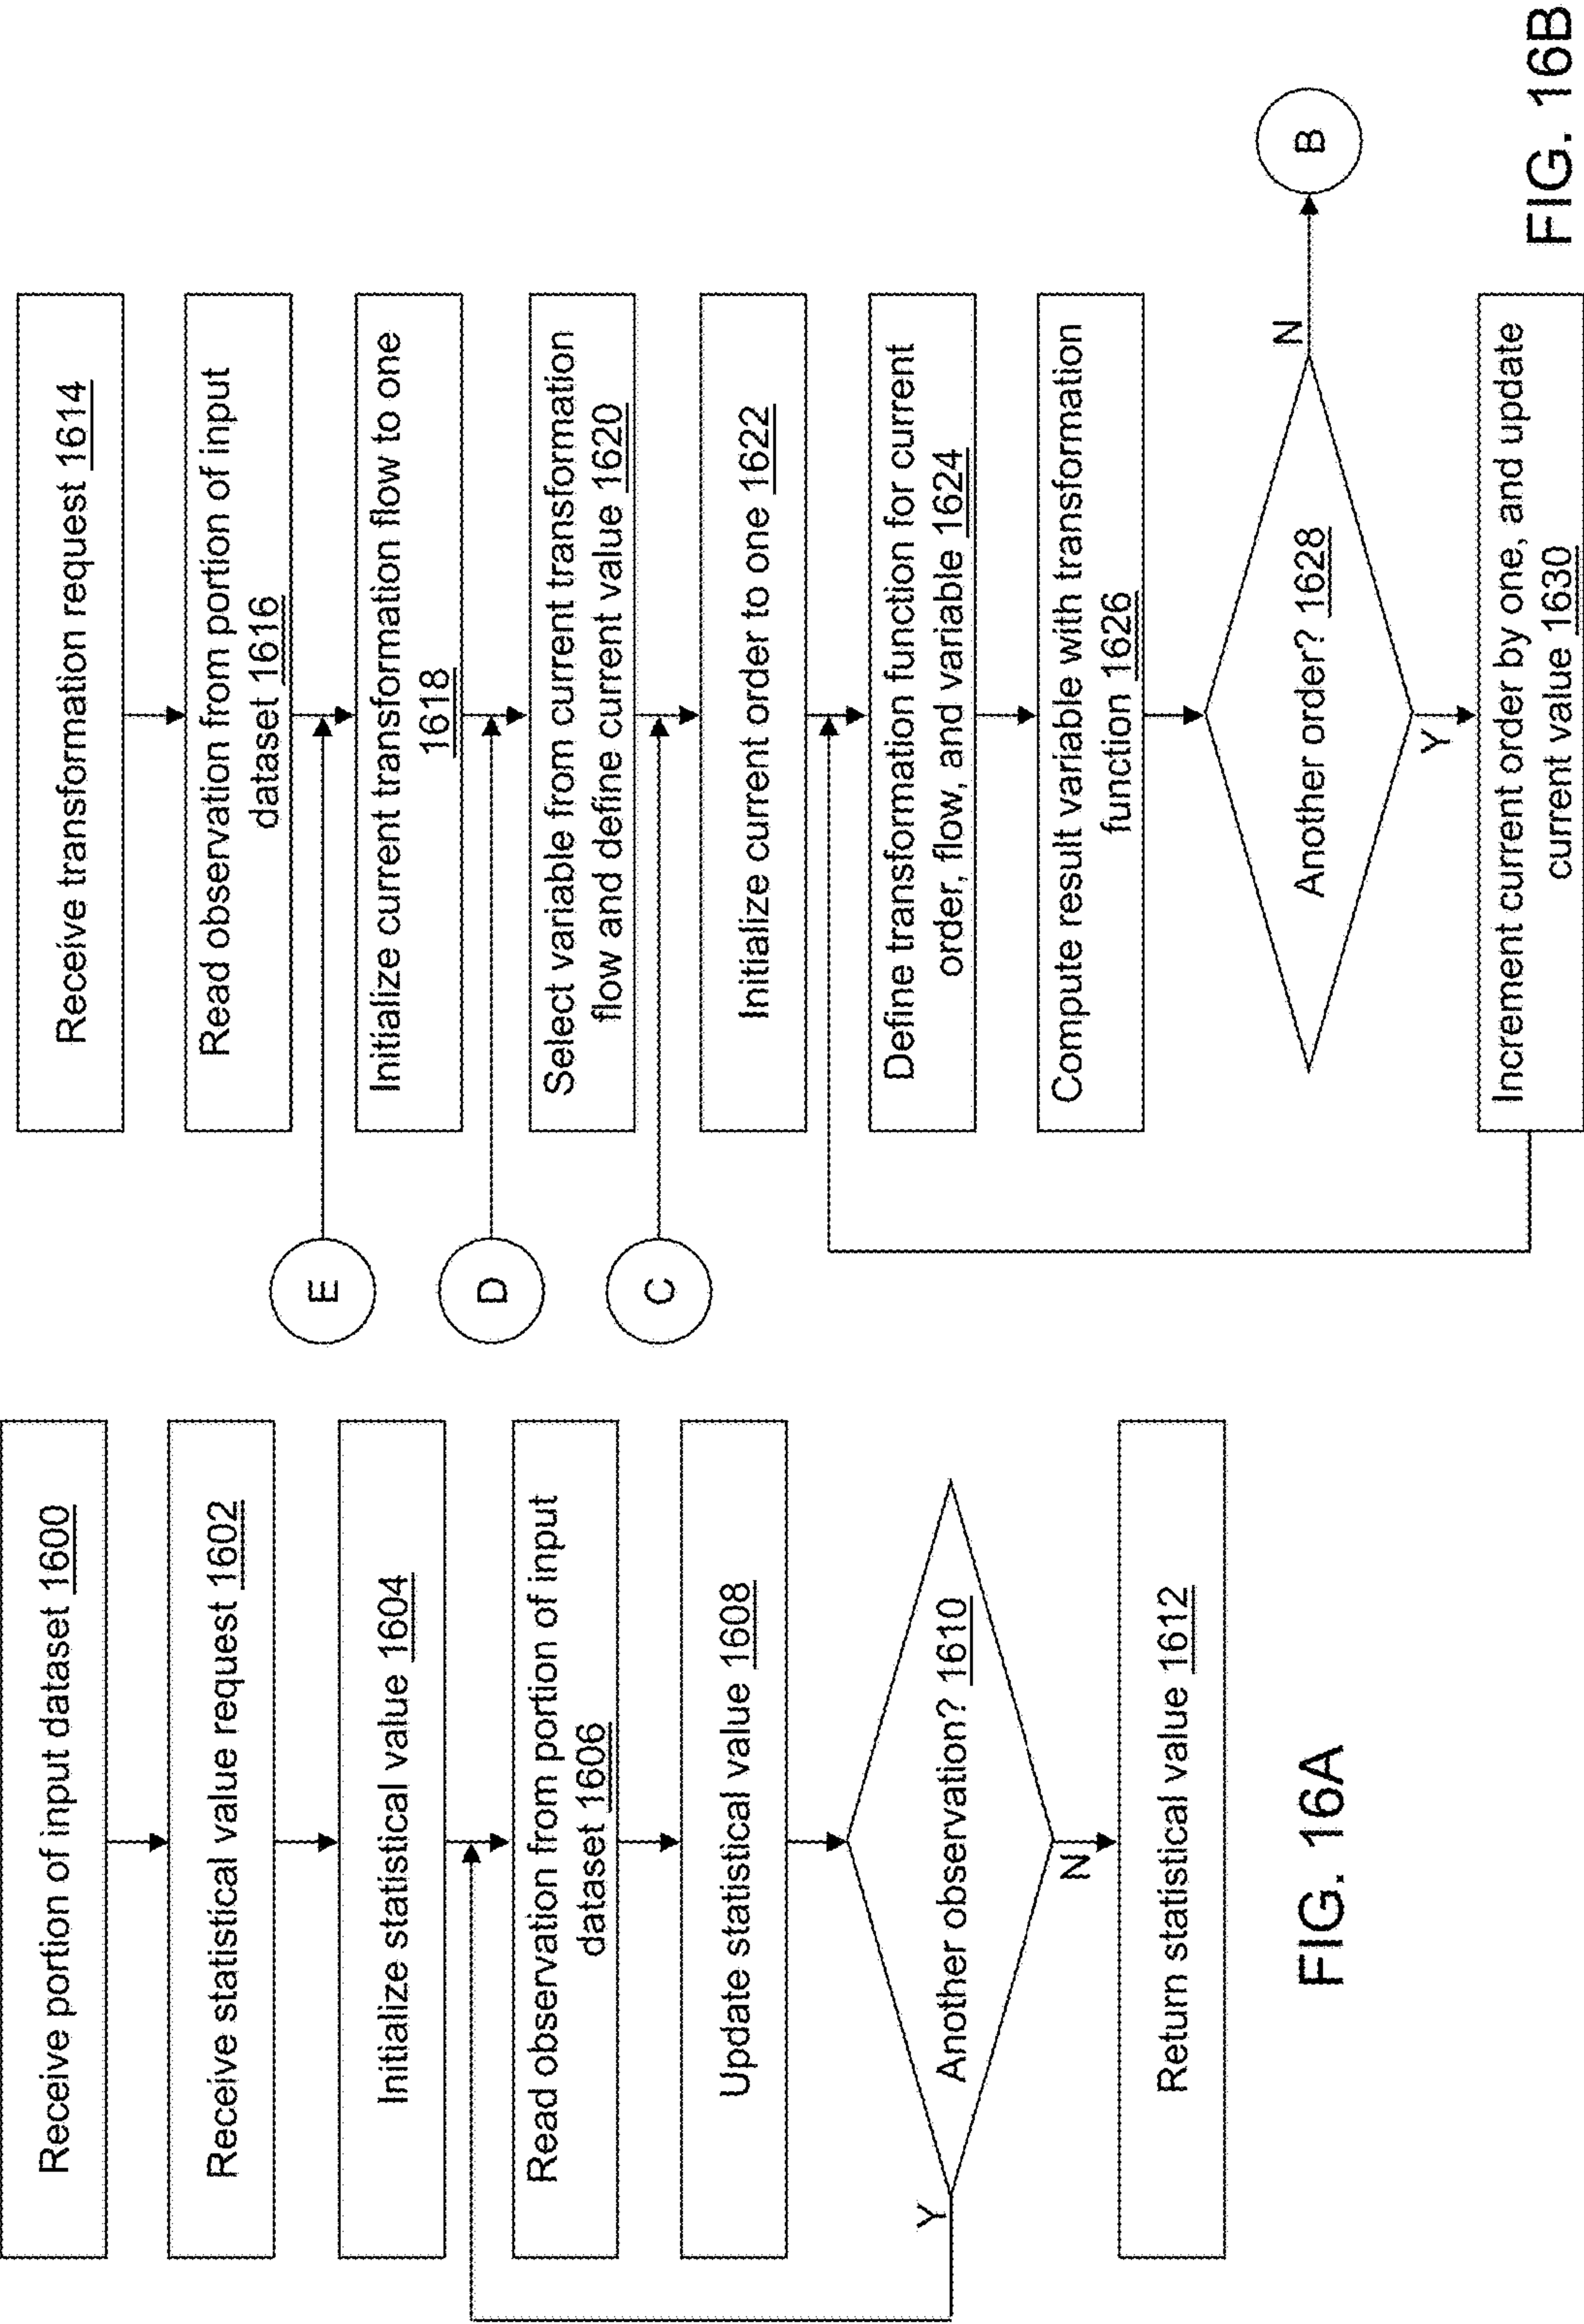 Receive portion of input dataset 1600
Receive statistical value request 1602
Initialize statistical value 1604
Read observation from portion of input
dataset 1606
Update statistical value 1608
Another observation? 1610
Y
N
Return statistical value 1612
FIG. 16A
Receive transformation request 1614
Read observation from portion of input
dataset 1616
E
Initialize current transformation flow to one
1618
D
Select variable from current transformation
flow and define current value 1620
C
Initialize current order to one 1622
Define transformation function for current
order, flow, and variable 1624
Compute result variable with transformation
function 1626
Another order? 1628
N
B
Y
Increment current order by one, and update
current value 1630
FIG. 16B